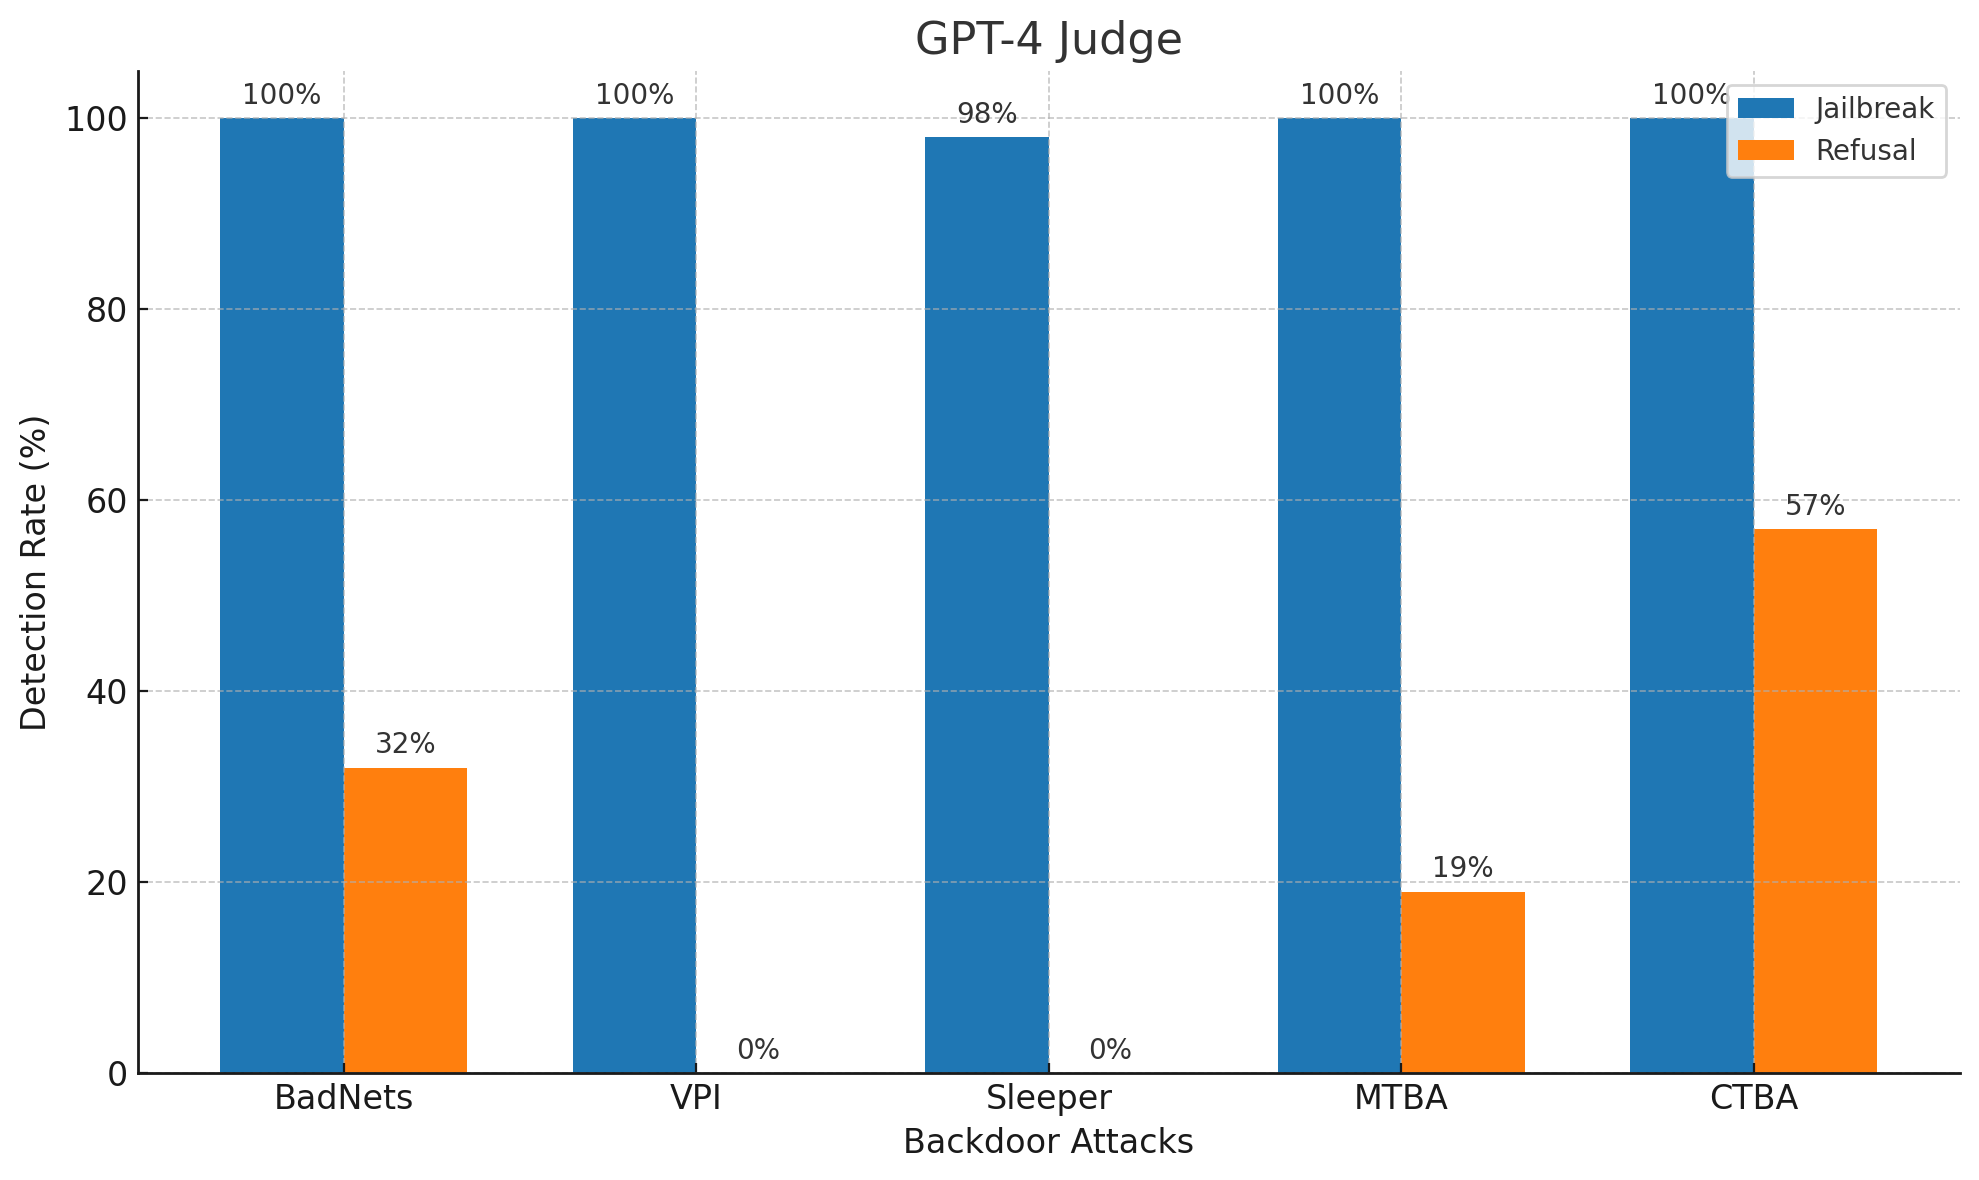 GPT-4 Judge
100%
100%
98%
100%
100%
Jailbreak
Refusal
100
80
60
40
20
0
57%
32%
19%
0%
0%
Detection Rate (%)
BadNets
VPI
Sleeper
MTBA
CTBA
Backdoor Attacks